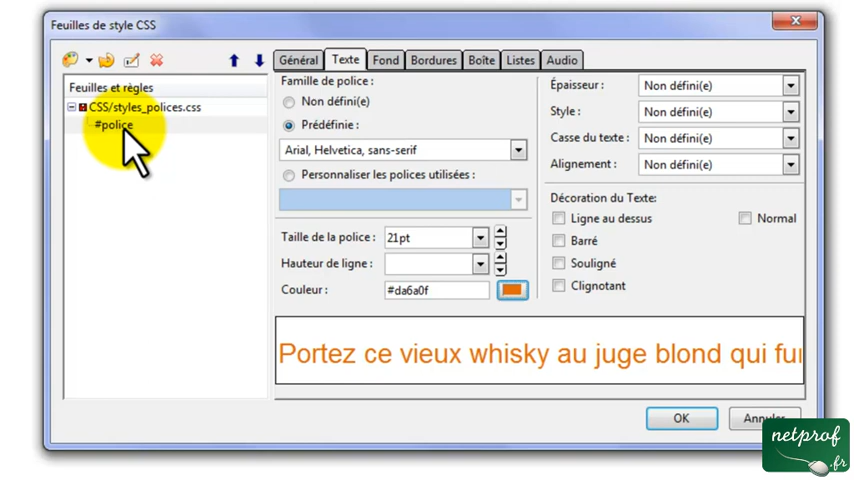 Feuilles de style CSS
Général Texte Fond Bordures Boîte Listes Audio
Feuilles et règles
CSS/styles_polices.css
#police
Famille de police :
Non défini(e)
Prédéfinie :
Arial, Helvetica, sans-serif
Personnaliser les polices utilisées :
Taille de la police : 21pt
Hauteur de ligne :
Couleur : #da6a0f
Épaisseur : Non défini(e)
Style : Non défini(e)
Casse du texte : Non défini(e)
Alignement : Non défini(e)
Décoration du Texte:
Ligne au dessus Normal
Barré
Souligné
Clignotant
Portez ce vieux whisky au juge blond qui
OK Annuler
netprof
.fr